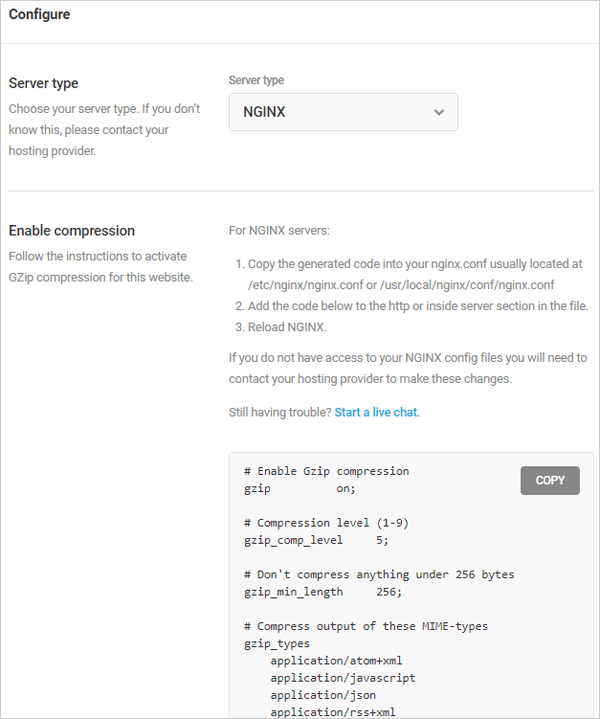 Configure
Server type
Choose your server type. If you don't
know this, please contact your
hosting provider.
Server type
NGINX
Enable compression
Follow the instructions to activate
GZip compression for this website.
For NGINX servers:
1. Copy the generated code into your nginx.conf usually located at
/etc/nginx/nginx.conf or /usr/local/nginx/conf/nginx.conf
2. Add the code below to the http or inside server section in the file.
3. Reload NGINX.
If you do not have access to your NGINX config files you will need to
contact your hosting provider to make these changes.
Still having trouble? Start a live chat.
COPY
# Enable Gzip compression
gzip          on;
# Compression level (1-9)
gzip_comp_level     5;
# Don't compress anything under 256 bytes
gzip_min_length     256;
# Compress output of these MIME-types
gzip_types
    application/atom+xml
    application/javascript
    application/json
    application/rss+xml